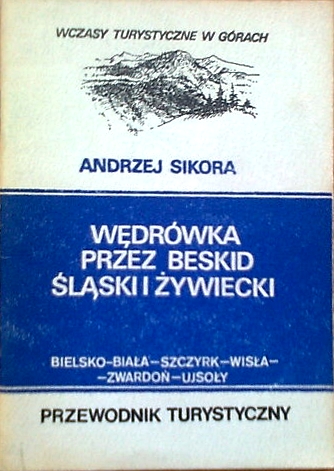 WCZASY TURYSTYCZNE W GÓRACH
ANDRZEJ SIKORA
WĘDRÓWKA
PRZEZ BESKID
ŚLĄSKI I ŻYWIECKI
BIELSKO-BIAŁA—SZCZYRK—WISŁA—
—ZWARDOŃ—UJSOŁY
PRZEWODNIK TURYSTYCZNY